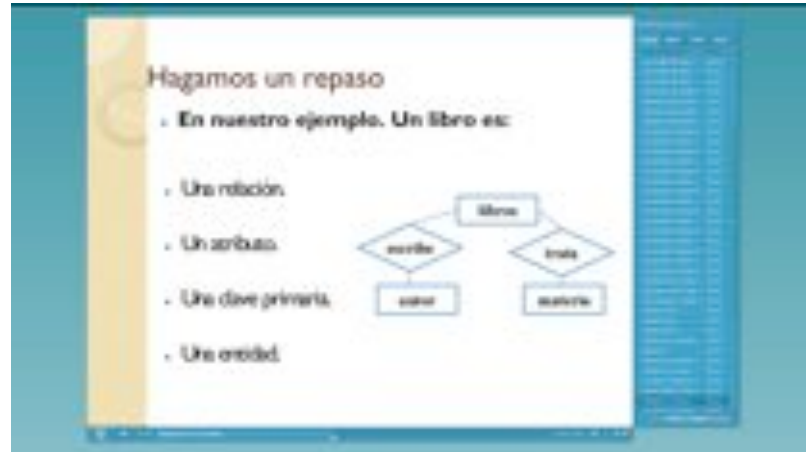 Hagamos un repaso
En nuestro ejemplo. Un libro es:
Una relación.
Un atributo.
Una clave primaria.
Una entidad.
libros
escribe
trata
autor
materia